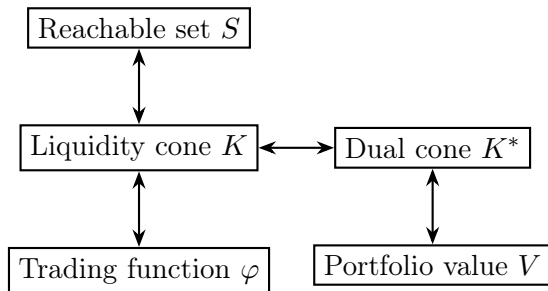 Reachable set S
Liquidity cone K
Dual cone K*
Trading function φ
Portfolio value V